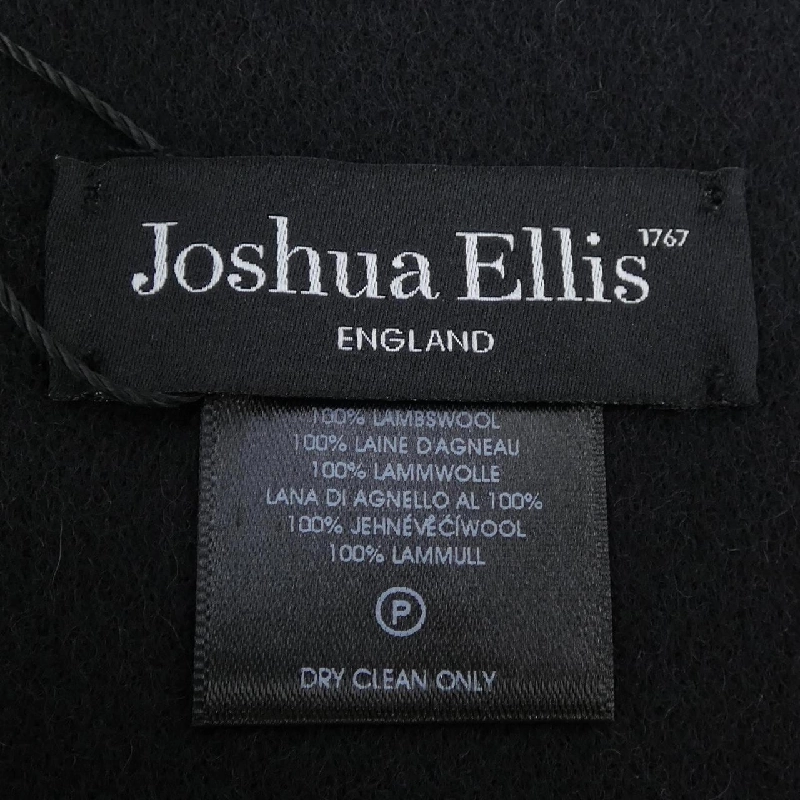 Joshua Ellis 1767
ENGLAND
100% LAMBSWOOL
100% LAINE D'AGNEAU
100% LAMMWOLLE
LANA DI AGNELLO AL 100%
100% JEHNĚVĚČÍWOOL
100% LAMMULL
P
DRY CLEAN ONLY